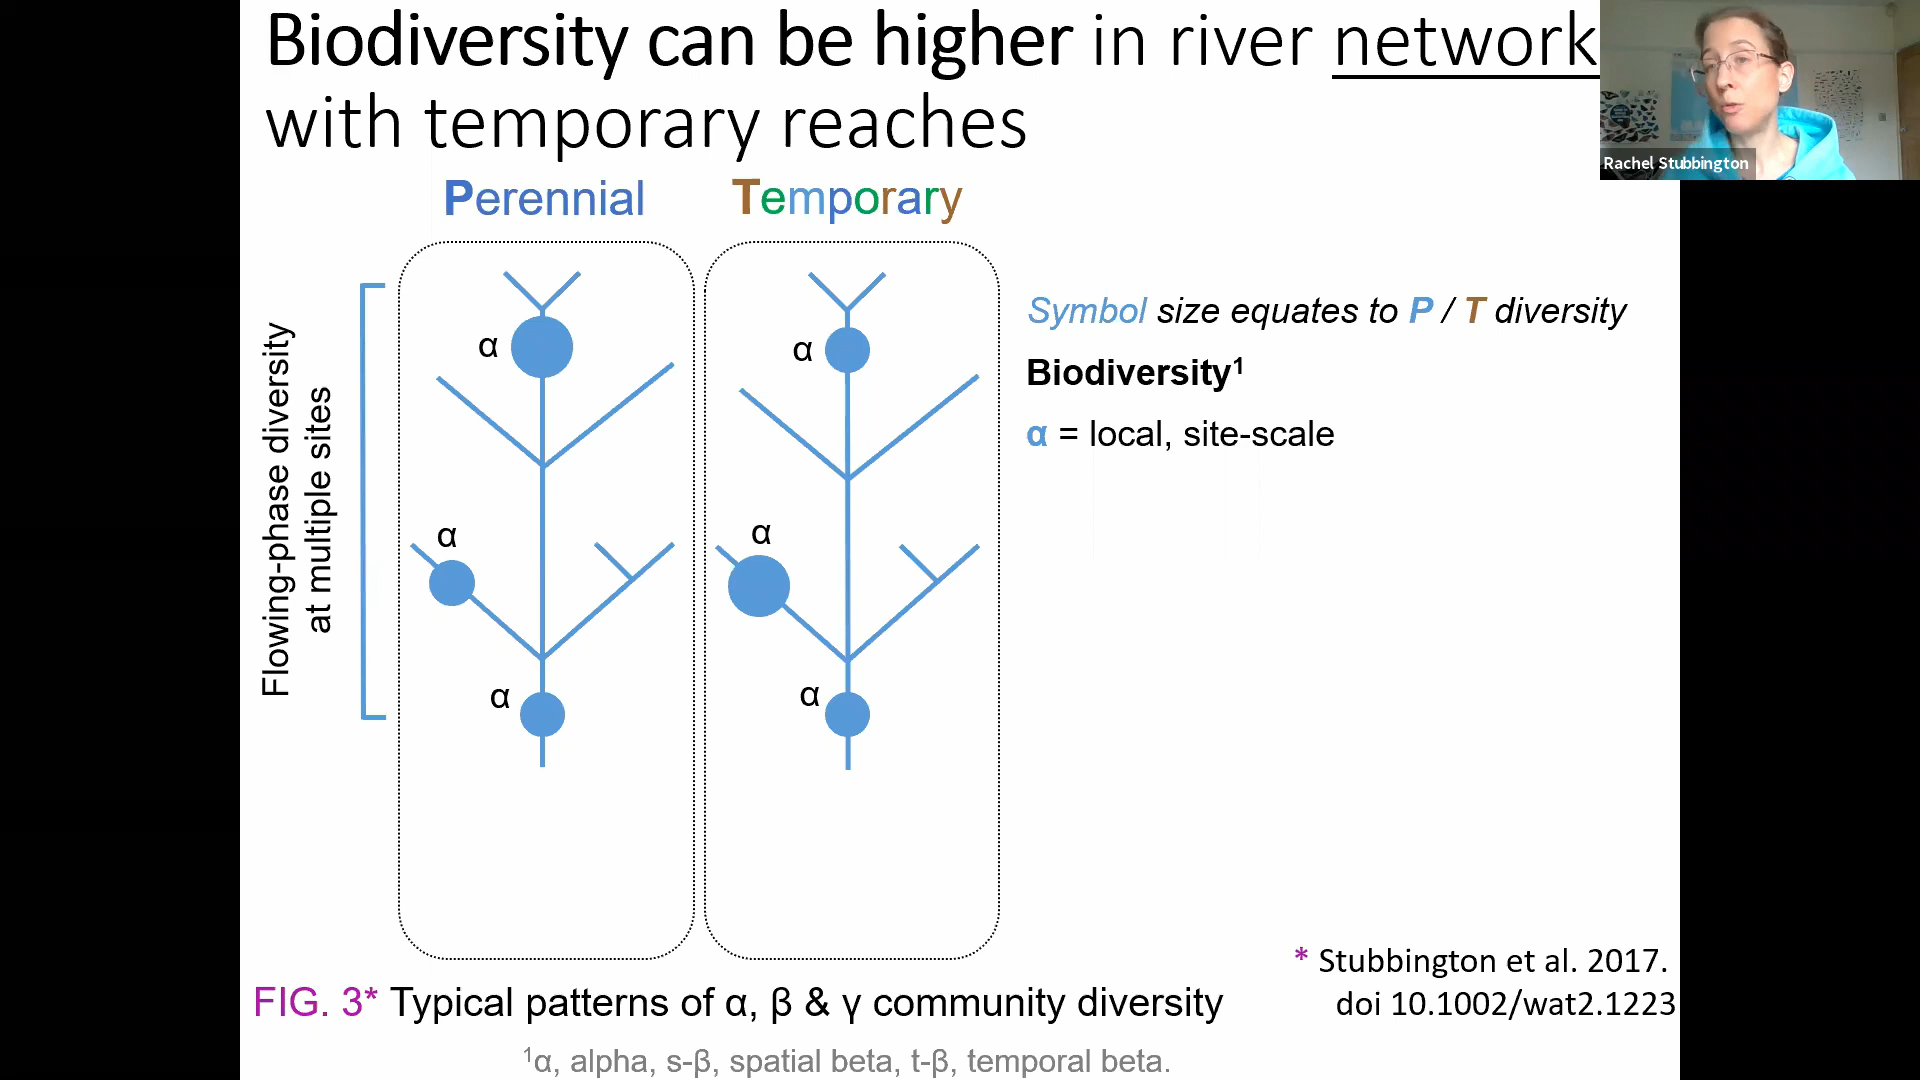 Biodiversity can be higher in river network
with temporary reaches
Rachel Stubbington
Perennial
Temporary
Flowing-phase diversity
at multiple sites
α
α
α
α
α
α
Symbol size equates to P / T diversity
Biodiversity¹
α = local, site-scale
* Stubbington et al. 2017.
doi 10.1002/wat2.1223
FIG. 3* Typical patterns of α, β & γ community diversity
¹α, alpha, s-β, spatial beta, t-β, temporal beta.